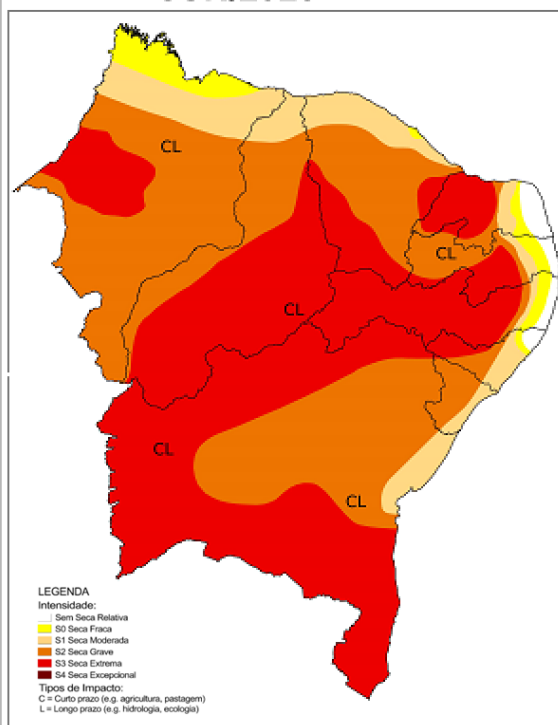 CL
CL
CL
CL
CL
LEGENDA
Intensidade:
Sem Seca Relativa
S0 Seca Fraca
S1 Seca Moderada
S2 Seca Grave
S3 Seca Extrema
S4 Seca Excepcional
Tipos de Impacto:
C = Curto prazo (e.g. agricultura, pastagem)
L = Longo prazo (e.g. hidrologia, ecologia)